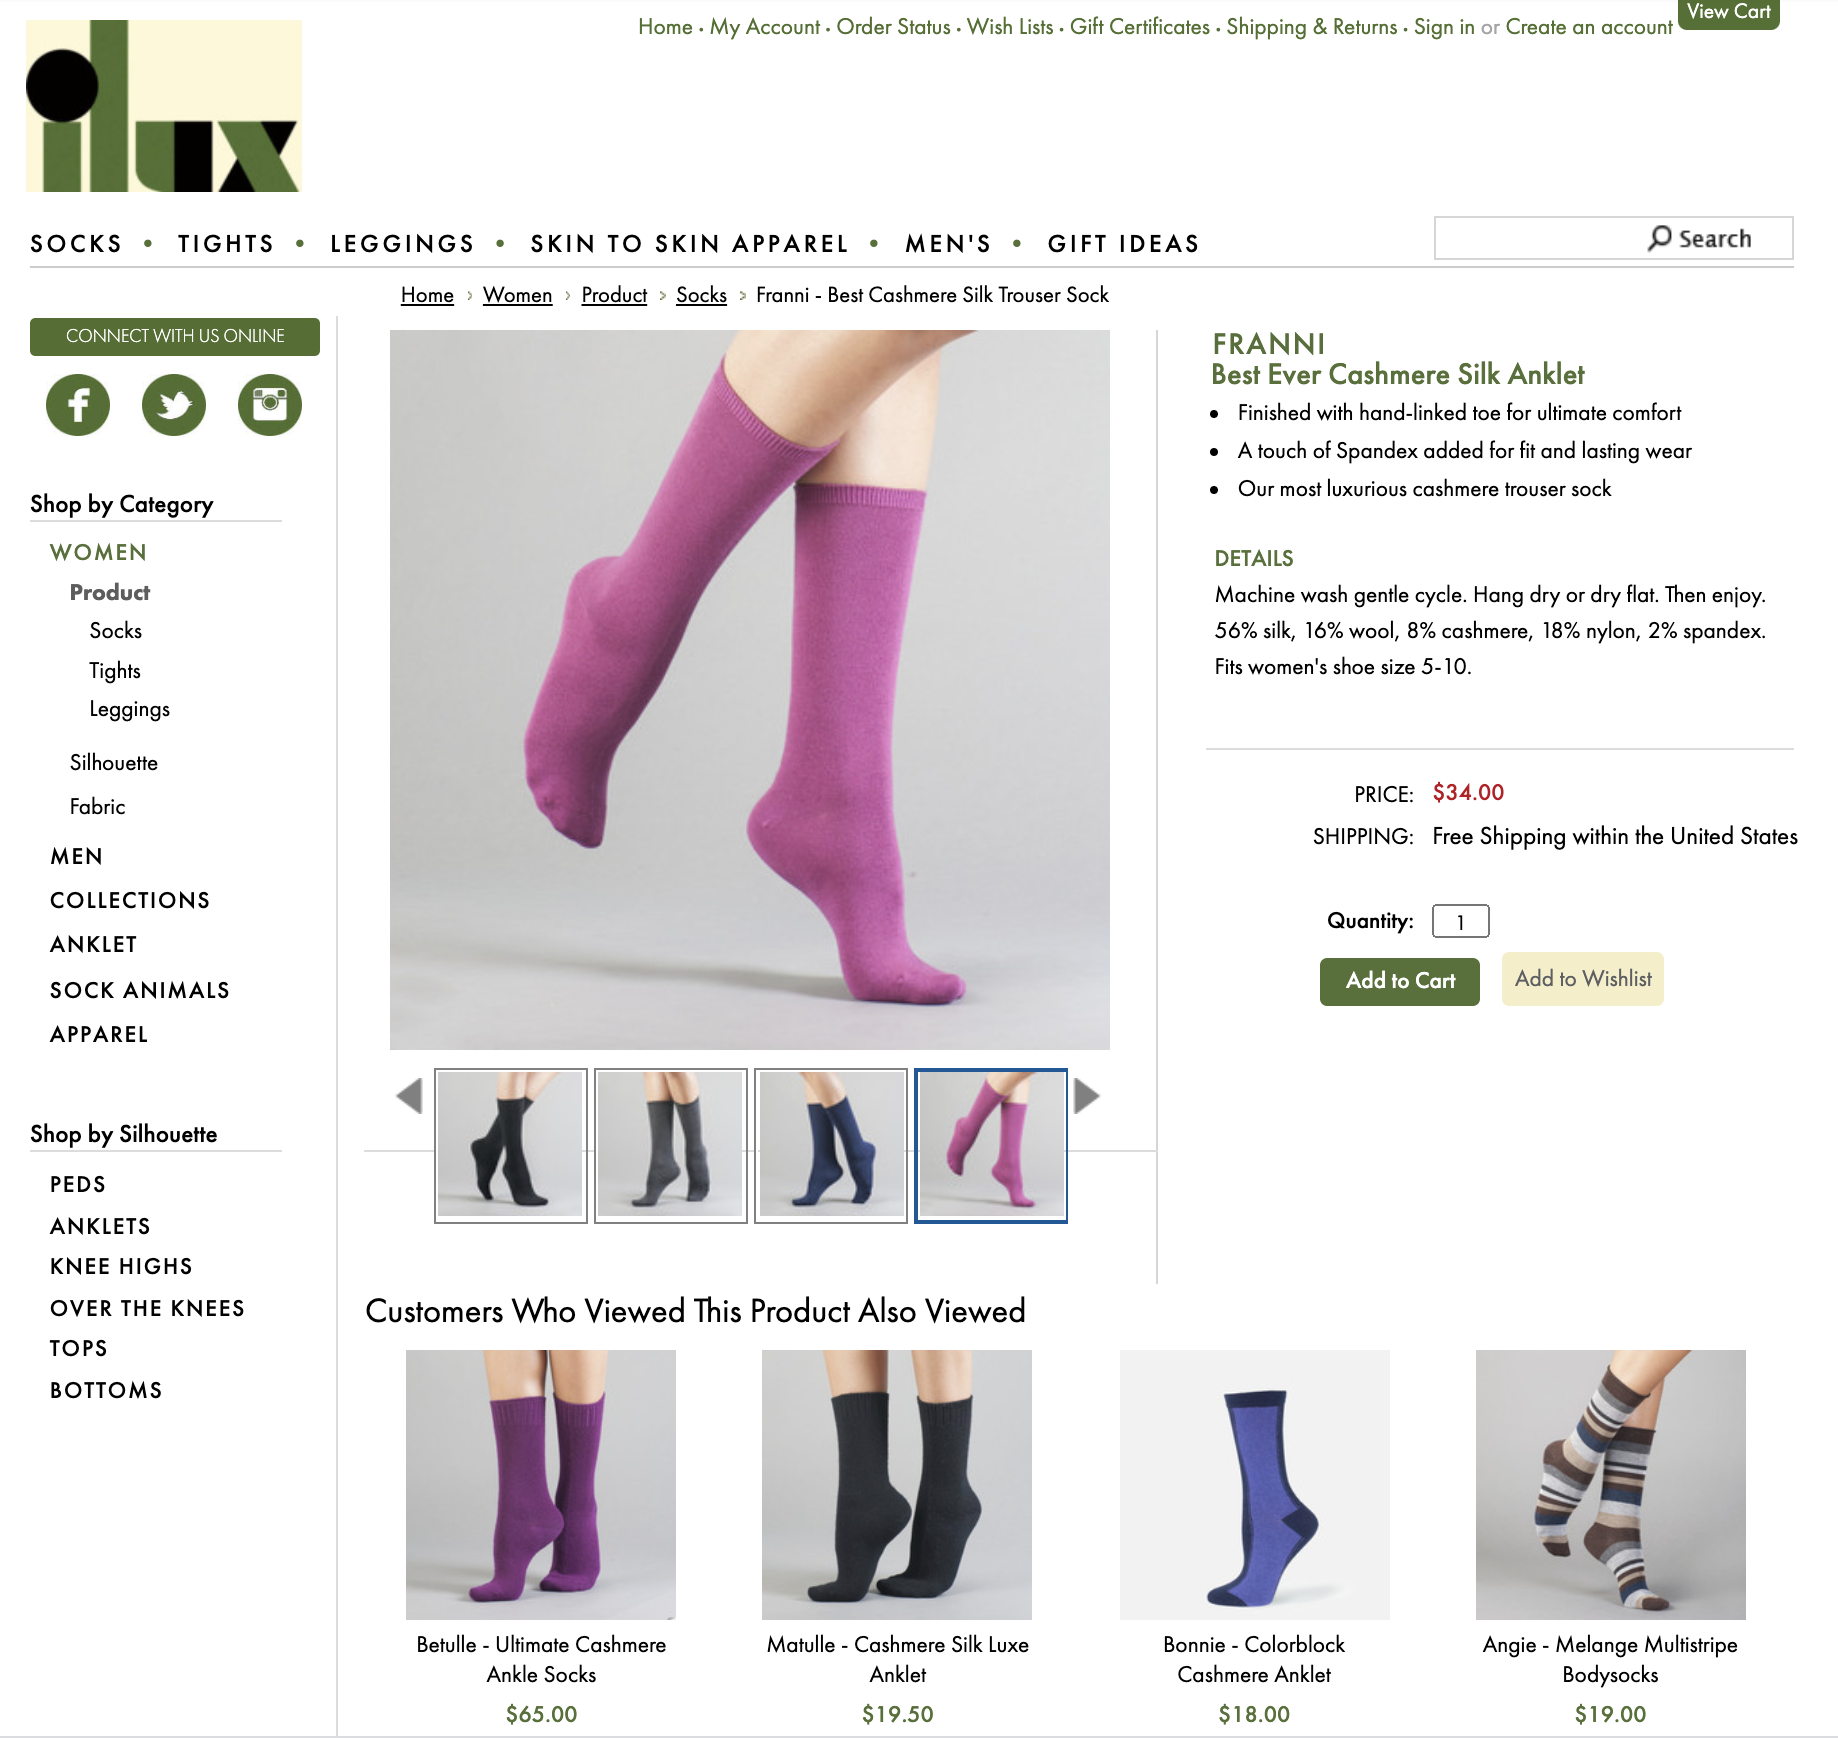 Home • My Account • Order Status • Wish Lists • Gift Certificates • Shipping & Returns • Sign in or Create an account
View Cart
ilux
SOCKS • TIGHTS • LEGGINGS • SKIN TO SKIN APPAREL • MEN'S • GIFT IDEAS
Search
Home > Women > Product > Socks > Franni - Best Cashmere Silk Trouser Sock
CONNECT WITH US ONLINE
Shop by Category
WOMEN
Product
Socks
Tights
Leggings
Silhouette
Fabric
MEN
COLLECTIONS
ANKLET
SOCK ANIMALS
APPAREL
Shop by Silhouette
PEDS
ANKLETS
KNEE HIGHS
OVER THE KNEES
TOPS
BOTTOMS
FRANNI
Best Ever Cashmere Silk Anklet
• Finished with hand-linked toe for ultimate comfort
• A touch of Spandex added for fit and lasting wear
• Our most luxurious cashmere trouser sock
DETAILS
Machine wash gentle cycle. Hang dry or dry flat. Then enjoy.
56% silk, 16% wool, 8% cashmere, 18% nylon, 2% spandex.
Fits women's shoe size 5-10.
PRICE: $34.00
SHIPPING: Free Shipping within the United States
Quantity: 1
Add to Cart
Add to Wishlist
Customers Who Viewed This Product Also Viewed
Betulle - Ultimate Cashmere
Ankle Socks
$65.00
Matulle - Cashmere Silk Luxe
Anklet
$19.50
Bonnie - Colorblock
Cashmere Anklet
$18.00
Angie - Melange Multistripe
Bodysocks
$19.00